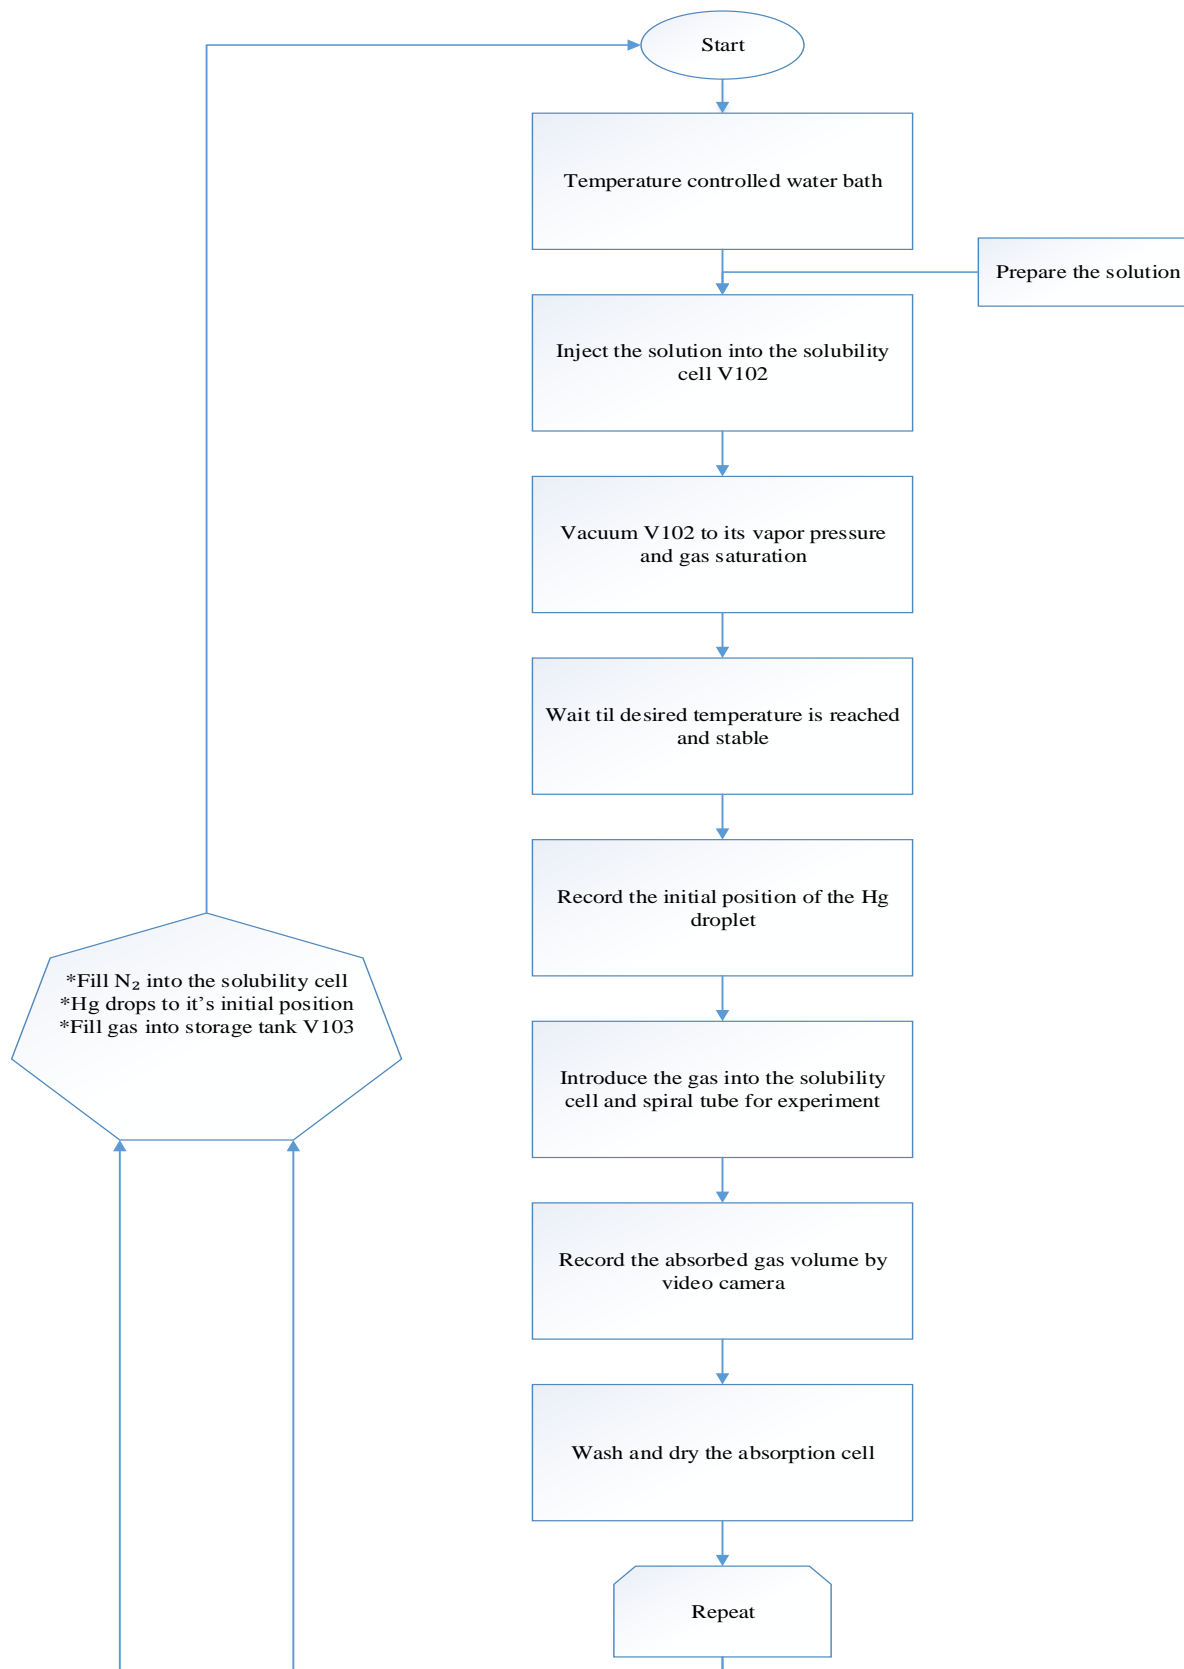 Start
Temperature controlled water bath
Prepare the solution
Inject the solution into the solubility
cell V102
Vacuum V102 to its vapor pressure
and gas saturation
Wait til desired temperature is reached
and stable
Record the initial position of the Hg
droplet
*Fill N₂ into the solubility cell
*Hg drops to it’s initial position
*Fill gas into storage tank V103
Introduce the gas into the solubility
cell and spiral tube for experiment
Record the absorbed gas volume by
video camera
Wash and dry the absorption cell
Repeat